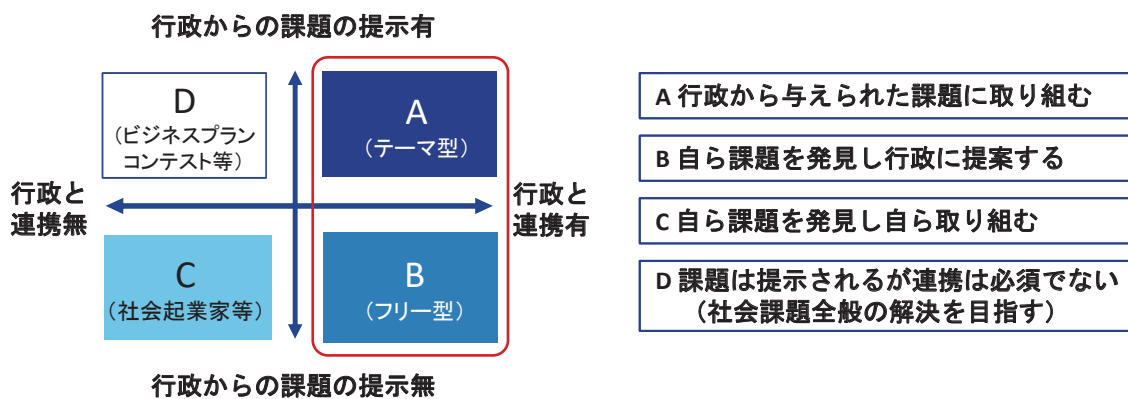 行政からの課題の提示有
D
（ビジネスプラン
コンテスト等）
A
（テーマ型）
行政と
連携無
行政と
連携有
C
（社会起業家等）
B
（フリー型）
行政からの課題の提示無
A 行政から与えられた課題に取り組む
B 自ら課題を発見し行政に提案する
C 自ら課題を発見し自ら取り組む
D 課題は提示されるが連携は必須でない
（社会課題全般の解決を目指す）